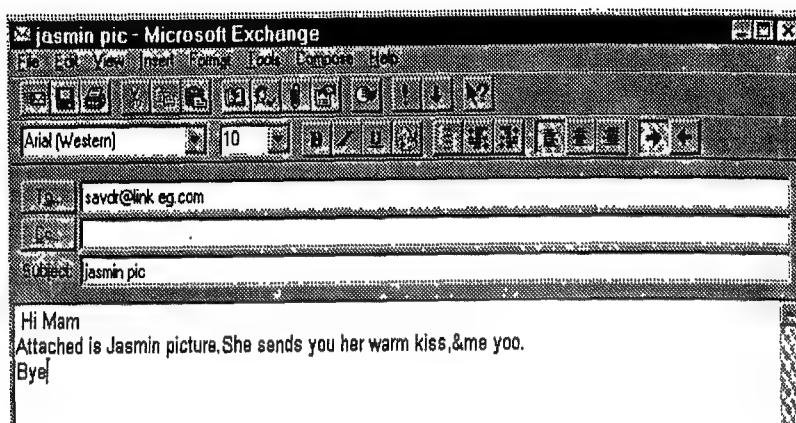 jasmin pic - Microsoft Exchange
File Edit View Insert Format Tools Compose Help
Arial (Western) 10 B I U
To: savdr@link eg.com
Cc:
Subject: jasmin pic
Hi Mam
Attached is Jasmin picture,She sends you her warm kiss,&me yoo.
Bye